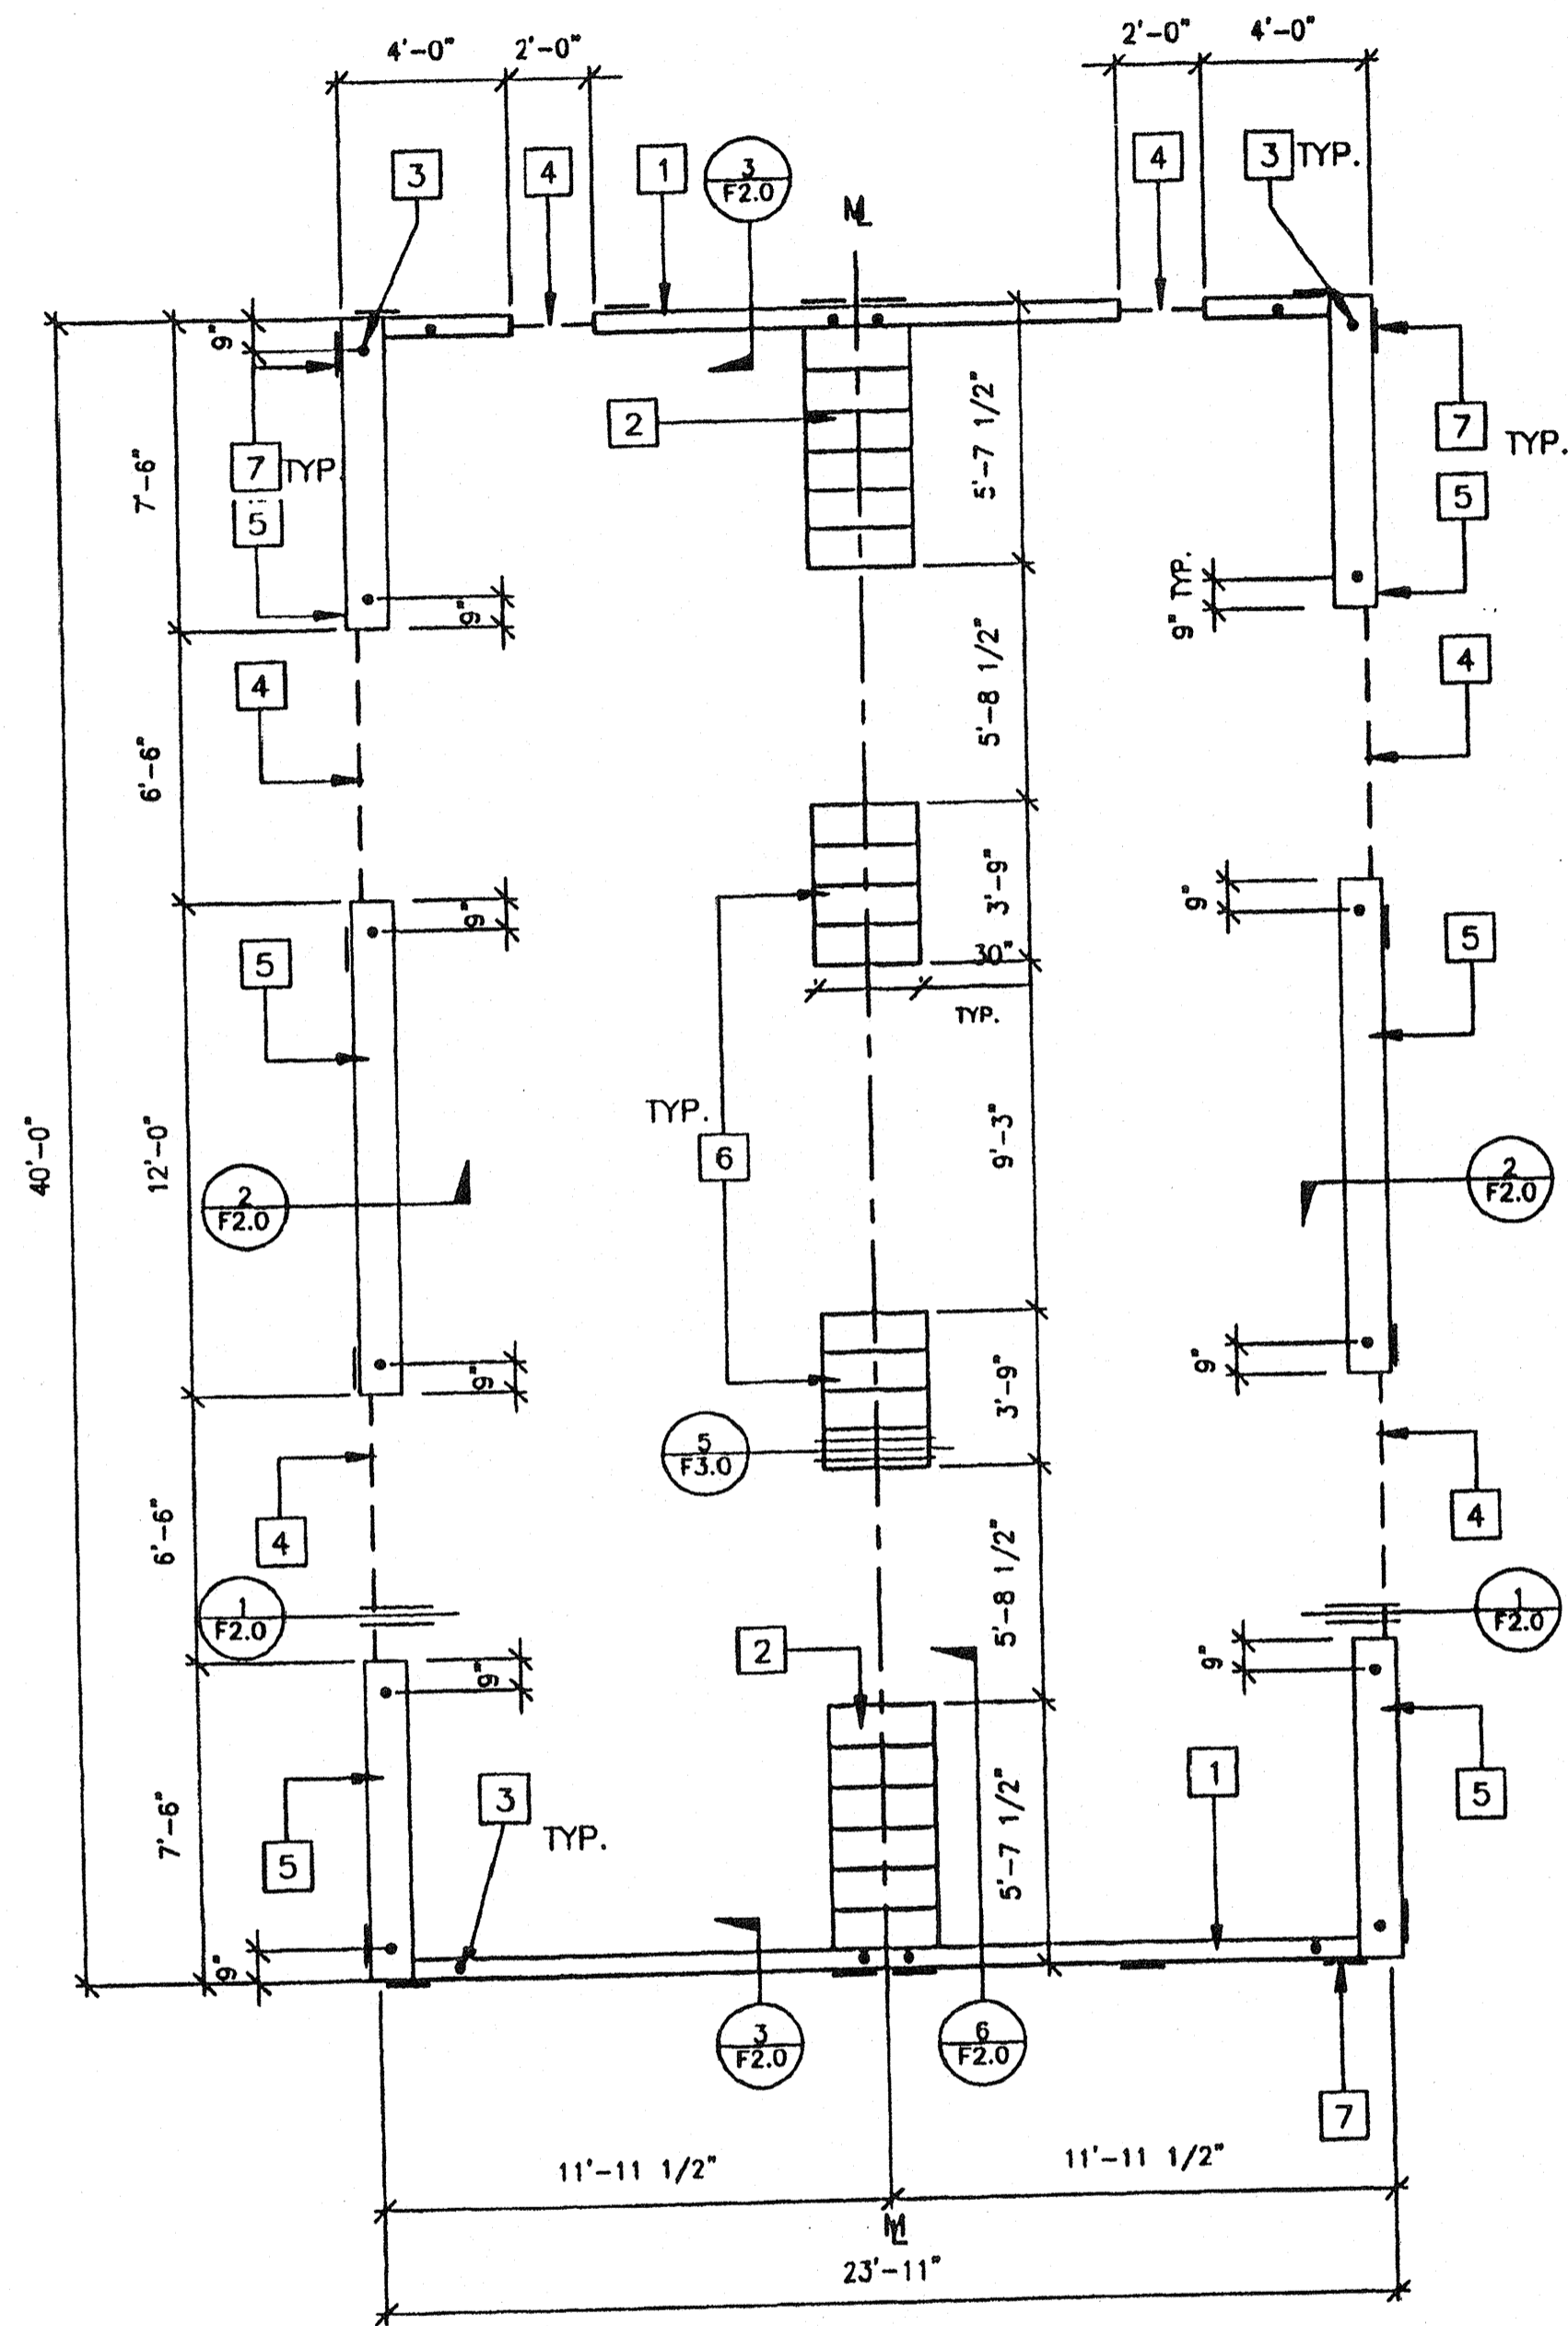 4'-0" 2'-0" 2'-0" 4'-0"
3 4 1 3 4 3 TYP.
F2.0
ML
9"
2
5'-7 1/2"
7
TYP.
7'-6"
7 TYP.
5
5
9" TYP.
9"
5'-8 1/2"
4
4
6'-6"
3'-9"
9"
9"
5
5
30"
TYP.
TYP.
9'-3"
40'-0"
12'-0"
6
2
F2.0
2
F2.0
9"
9"
3'-9"
5
F3.0
4
4
6'-6"
5'-8 1/2"
1
F2.0
1
F2.0
2
9"
9"
1
5
3
TYP.
7'-6"
5
5'-7 1/2"
9"
3
F2.0
6
F2.0
7
11'-11 1/2" 11'-11 1/2"
ML
23'-11"